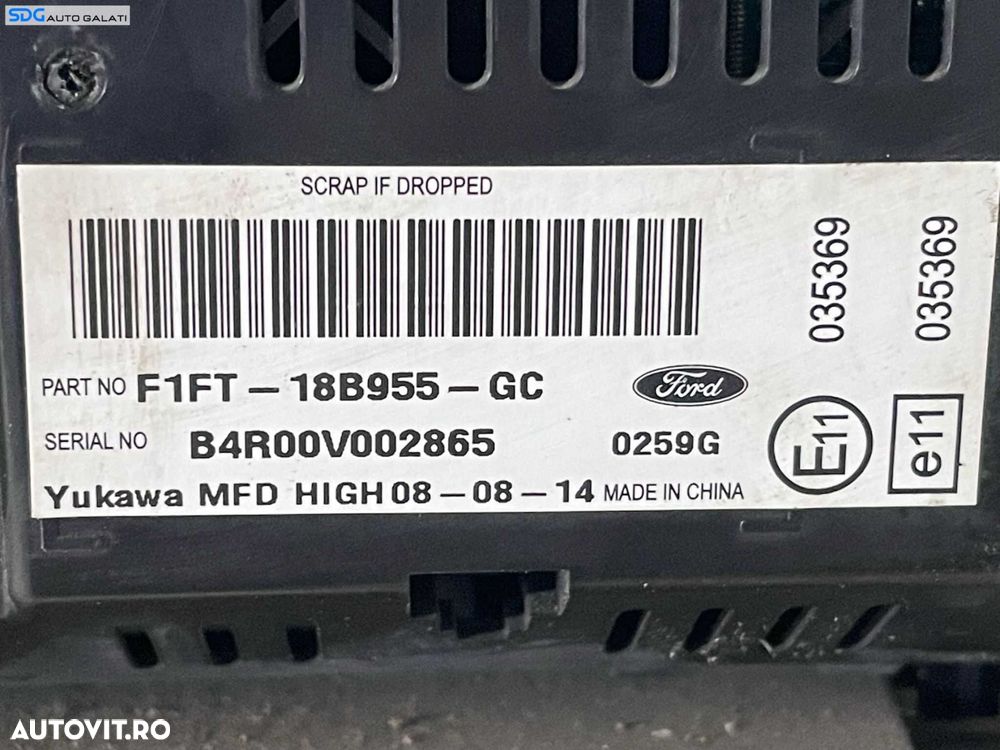 SDG AUTO GALATI
SCRAP IF DROPPED
035369
035369
PART NO F1FT-18B955-GC
Ford
SERIAL NO B4R00V002865 0259G
E11
e11
Yukawa MFD HIGH 08-08-14 MADE IN CHINA
AUTOVIT.RO